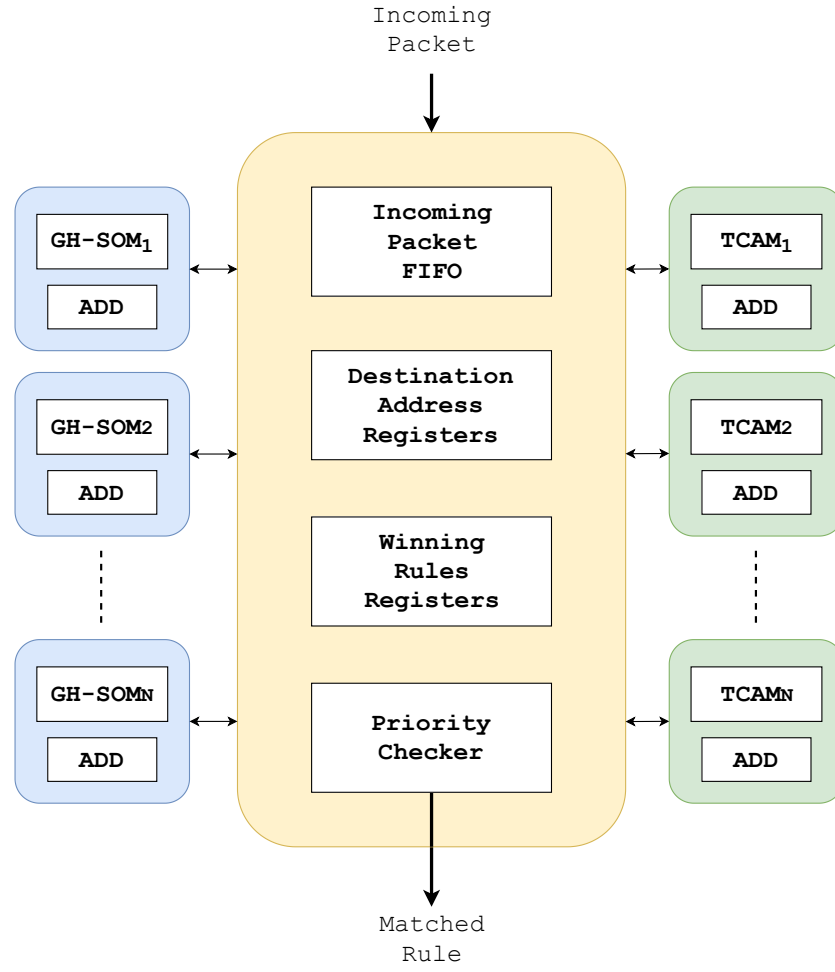 Incoming
Packet
GH-SOM₁
ADD
Incoming
Packet
FIFO
TCAM₁
ADD
GH-SOM2
ADD
Destination
Address
Registers
TCAM2
ADD
Winning
Rules
Registers
GH-SOMN
ADD
Priority
Checker
TCAMN
ADD
Matched
Rule